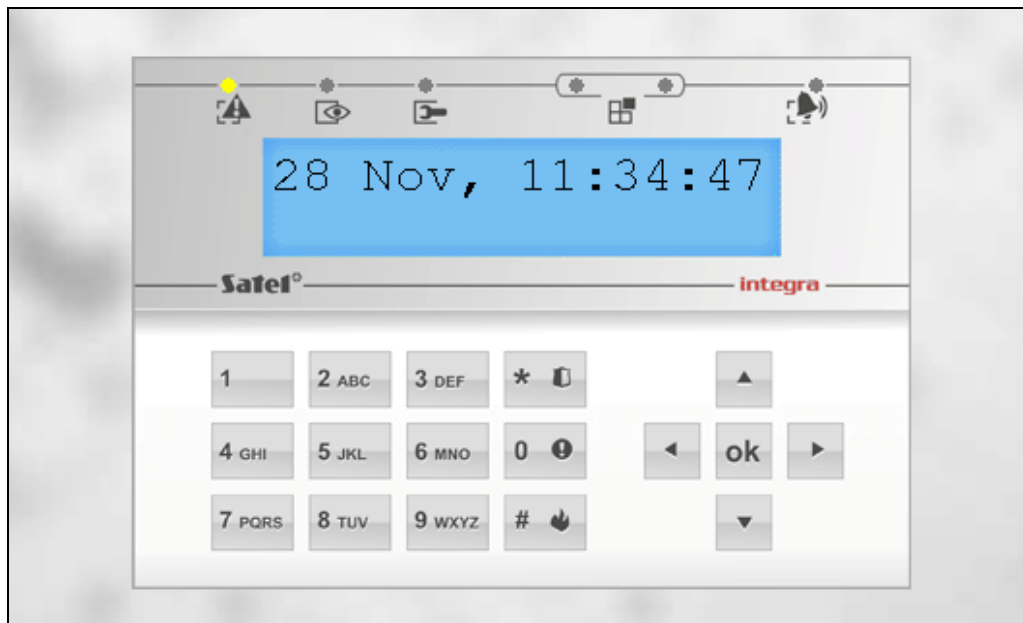 28 Nov, 11:34:47
Satel®
integra
1
2 ABC
3 DEF
*
4 GHI
5 JKL
6 MNO
0
ok
7 PQRS
8 TUV
9 WXYZ
#